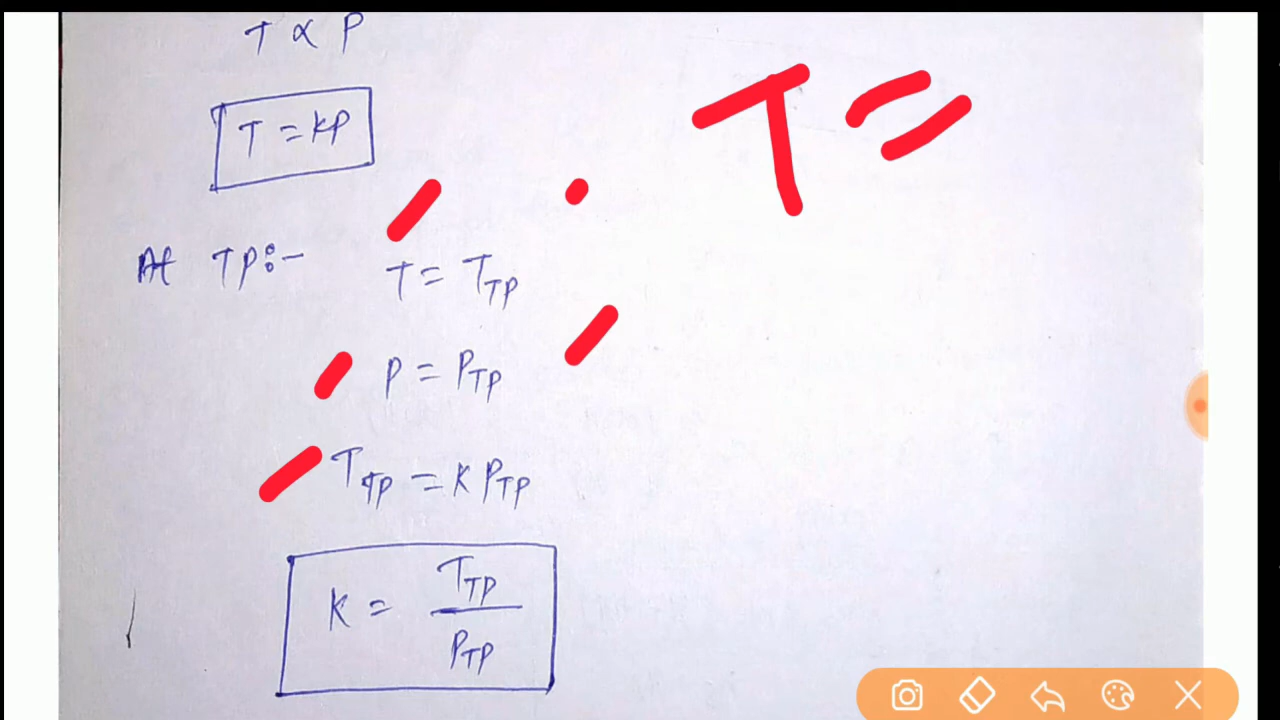 T ∝ P
T = KP
T =
At TP:- T = T_TP
P = P_TP
T_TP = K P_TP
K = T_TP / P_TP